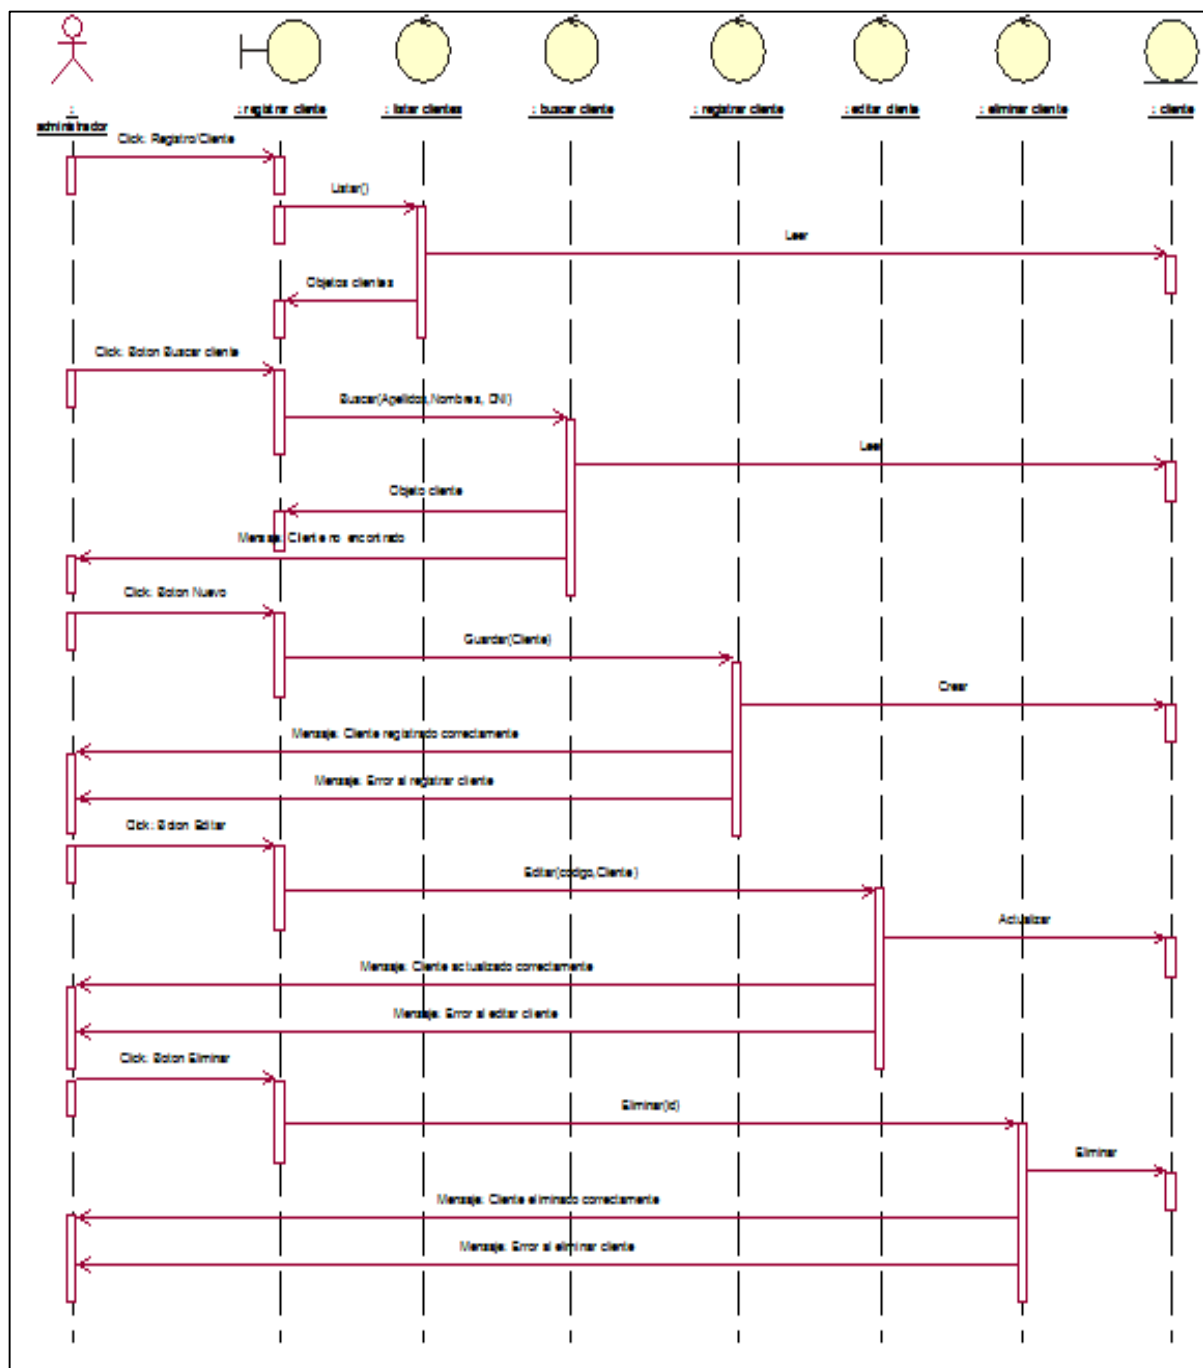 : registrar cliente
: listar clientes
: buscar cliente
: registrar cliente
: editar cliente
: eliminar cliente
: cliente
:
administrador
Click: Registro/Cliente
Listar()
Leer
Objetos clientes
Click: Boton Buscar cliente
Buscar(Apellidos,Nombres, DNI)
Leer
Objeto cliente
Mensaje: Cliente no encontrado
Click: Boton Nuevo
Guardar(Cliente)
Crear
Mensaje: Cliente registrado correctamente
Mensaje: Error al registrar cliente
Click: Boton Editar
Editar(codigo,Cliente)
Actualizar
Mensaje: Cliente actualizado correctamente
Mensaje: Error al editar cliente
Click: Boton Eliminar
Eliminar(id)
Eliminar
Mensaje: Cliente eliminado correctamente
Mensaje: Error al eliminar cliente